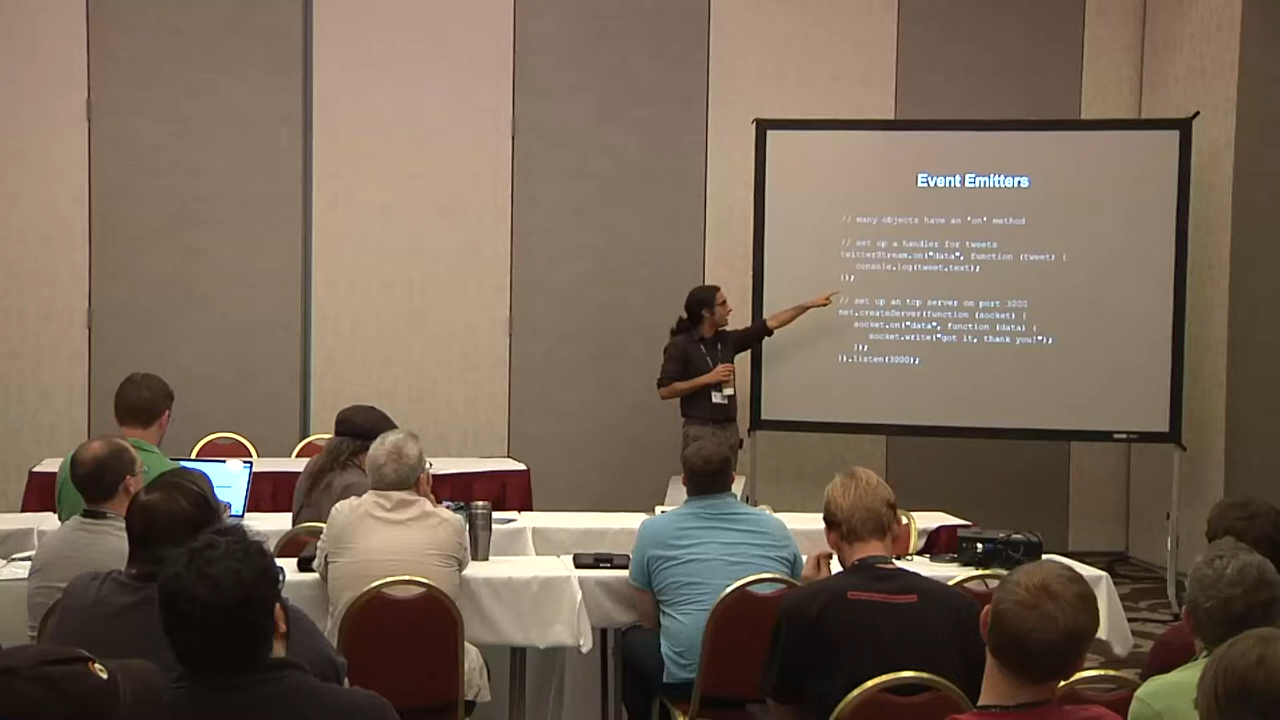 Event Emitters
// many objects have an "on" method
// set up a handler for tweets
twitterStream.on("data", function (tweet) {
console.log(tweet.text);
});
// set up an tcp server on port 3000
net.createServer(function (socket) {
socket.on("data", function (data) {
socket.write("got it, thank you!");
});
}).listen(3000);